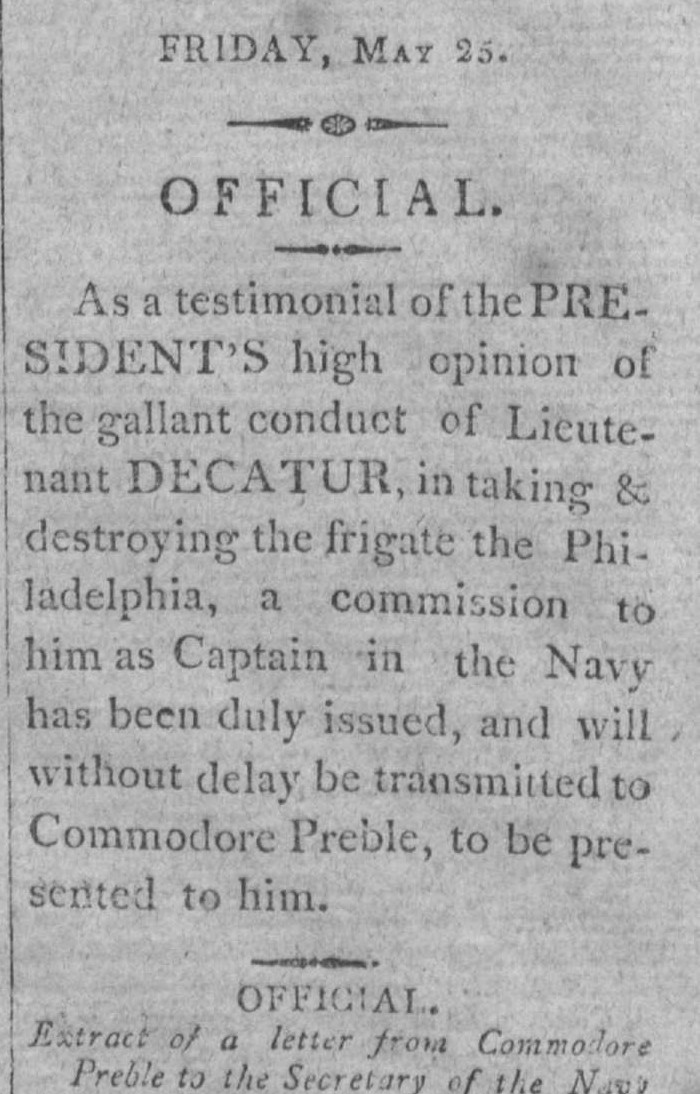 FRIDAY, MAY 25.
OFFICIAL.
As a testimonial of the PRE-
SIDENT'S high opinion of
the gallant conduct of Lieute-
nant DECATUR, in taking &
destroying the frigate the Phi-
ladelphia, a commission to
him as Captain in the Navy
has been duly issued, and will
without delay be transmitted to
Commodore Preble, to be pre-
sented to him.
OFFICIAL.
Extract of a letter from Commodore
Preble to the Secretary of the Navy